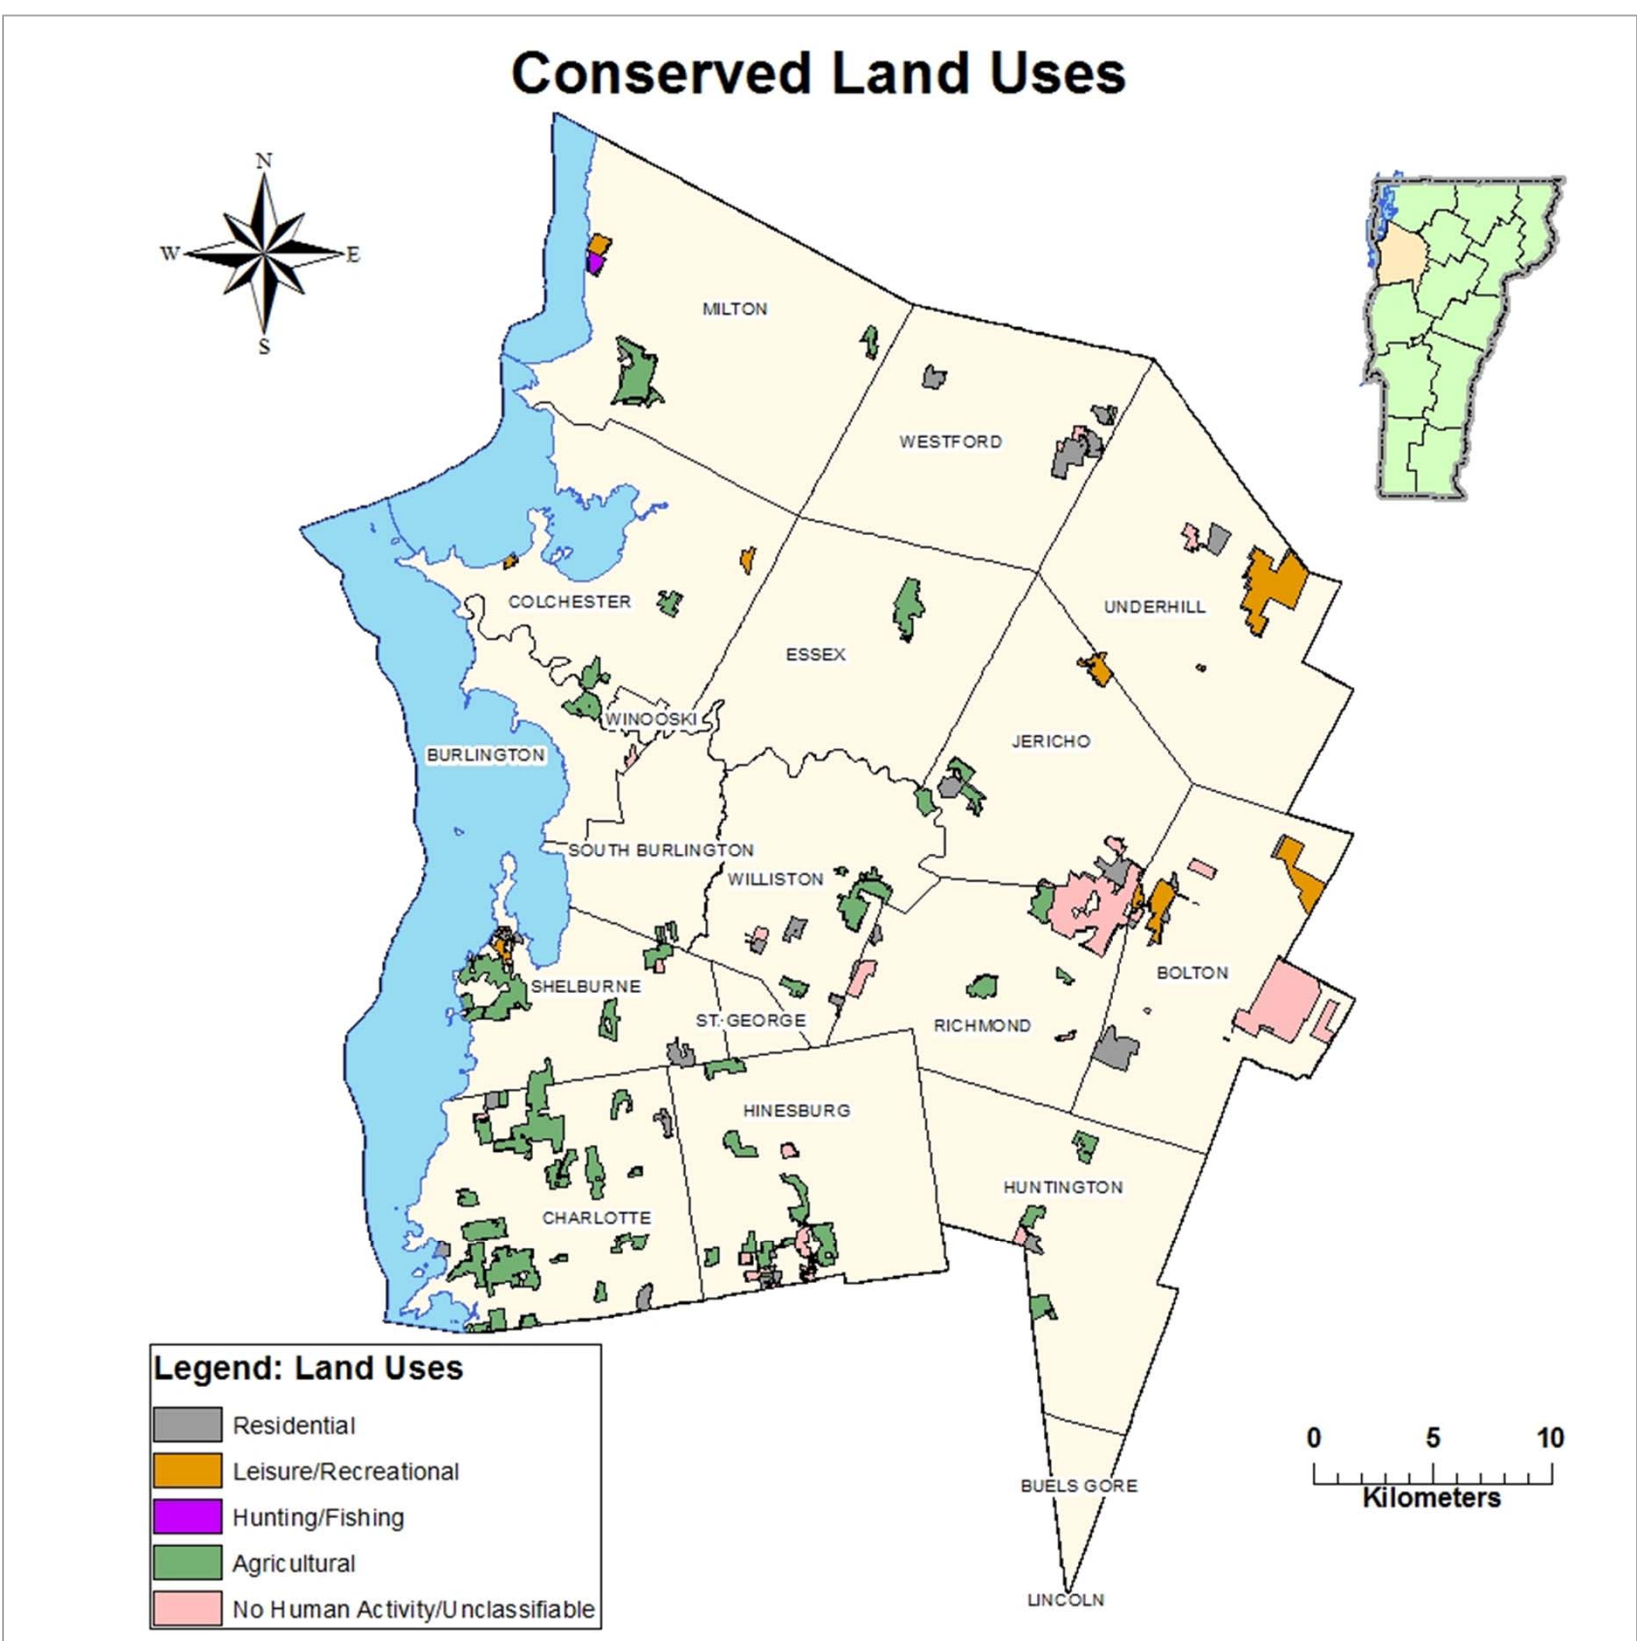 Conserved Land Uses
N
W
E
S
MILTON
WESTFORD
COLCHESTER
UNDERHILL
ESSEX
WINOOSKI
JERICHO
BURLINGTON
SOUTH BURLINGTON
WILLISTON
BOLTON
SHELBURNE
ST. GEORGE
RICHMOND
HINESBURG
HUNTINGTON
CHARLOTTE
BUELS GORE
LINCOLN
Legend: Land Uses
Residential
Leisure/Recreational
Hunting/Fishing
Agricultural
No Human Activity/Unclassifiable
0 5 10
Kilometers